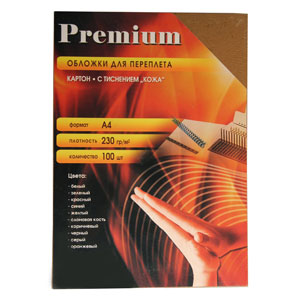 Premium
ОБЛОЖКИ ДЛЯ ПЕРЕПЛЕТА
КАРТОН • С ТИСНЕНИЕМ „КОЖА"
формат А4
плотность 230 гр/м²
количество 100 шт
Цвета:
- белый
- зеленый
- красный
- синий
- желтый
- слоновая кость
- коричневый
- черный
- серый
- оранжевый